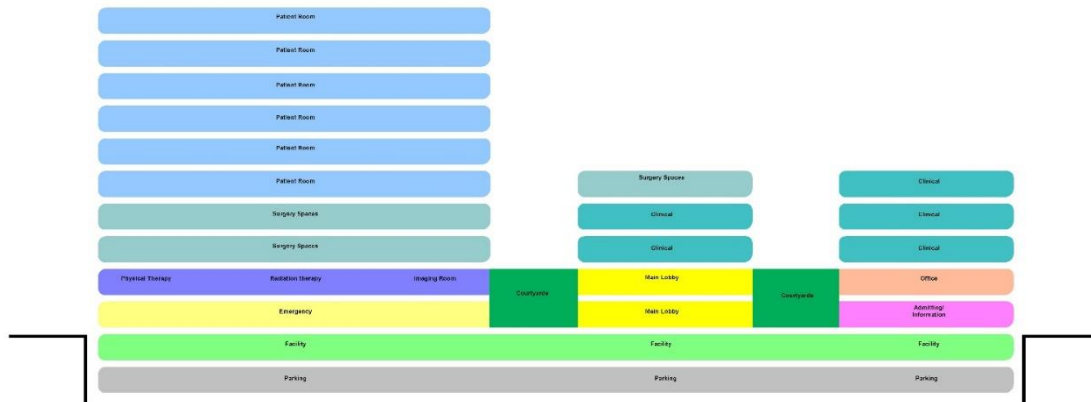 Patient Room
Patient Room
Patient Room
Patient Room
Patient Room
Patient Room Surgery Spaces Clinical
Surgery Spaces Clinical Clinical
Surgery Spaces Clinical Clinical
Physical Therapy Radiation therapy Imaging Room Main Lobby Office
Courtyards Courtyards
Emergency Main Lobby Admitting/
Information
Facility Facility Facility
Parking Parking Parking